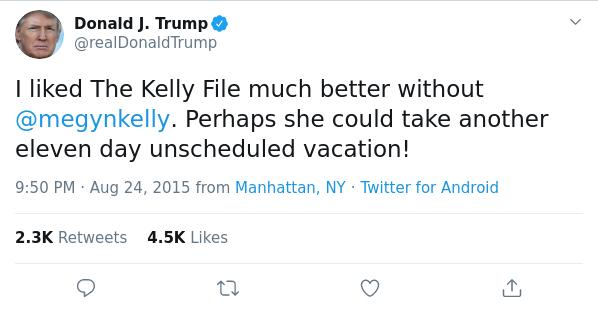 Donald J. Trump
@realDonaldTrump
I liked The Kelly File much better without
@megynkelly. Perhaps she could take another
eleven day unscheduled vacation!
9:50 PM · Aug 24, 2015 from Manhattan, NY · Twitter for Android
2.3K Retweets 4.5K Likes